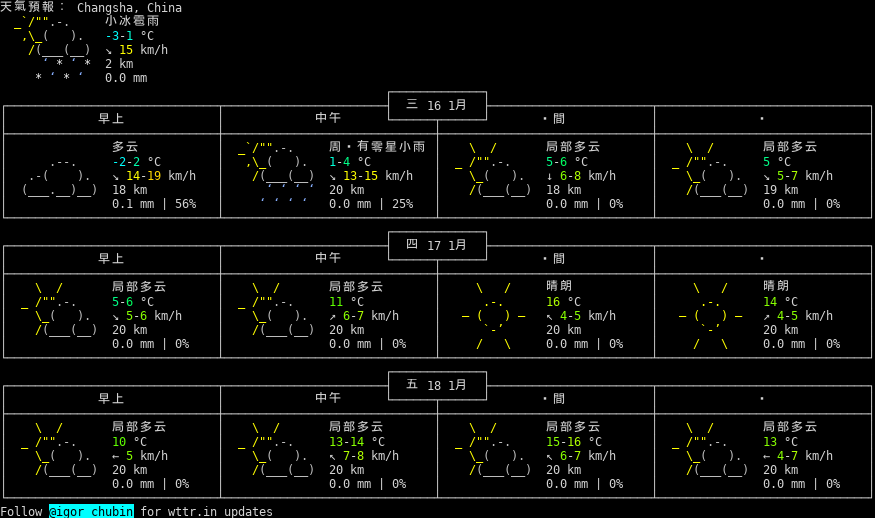 天氣預報： Changsha, China
小冰雹雨
-3-1 °C
↘ 15 km/h
2 km
0.0 mm
三 16 1月
早上 中午 ・間 ・
多云 周・有零星小雨 局部多云 局部多云
-2-2 °C 1-4 °C 5-6 °C 5 °C
↘ 14-19 km/h ↘ 13-15 km/h ↓ 6-8 km/h ↘ 5-7 km/h
18 km 20 km 18 km 19 km
0.1 mm | 56% 0.0 mm | 25% 0.0 mm | 0% 0.0 mm | 0%
四 17 1月
早上 中午 ・間 ・
局部多云 局部多云 晴朗 晴朗
5-6 °C 11 °C 16 °C 14 °C
↘ 5-6 km/h ↗ 6-7 km/h ↖ 4-5 km/h ↗ 4-5 km/h
20 km 20 km 20 km 20 km
0.0 mm | 0% 0.0 mm | 0% 0.0 mm | 0% 0.0 mm | 0%
五 18 1月
早上 中午 ・間 ・
局部多云 局部多云 局部多云 局部多云
10 °C 13-14 °C 15-16 °C 13 °C
← 5 km/h ↖ 7-8 km/h ↖ 6-7 km/h ← 4-7 km/h
20 km 20 km 20 km 20 km
0.0 mm | 0% 0.0 mm | 0% 0.0 mm | 0% 0.0 mm | 0%
Follow @igor_chubin for wttr.in updates